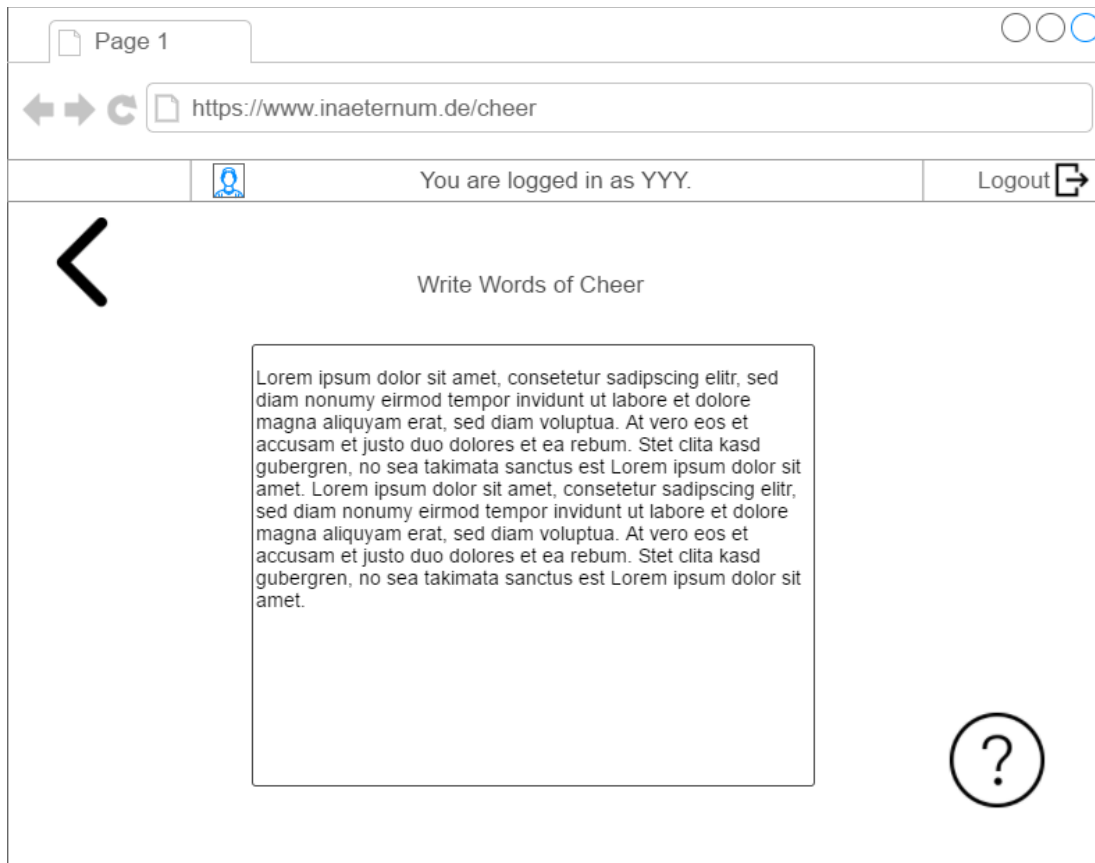 Page 1
https://www.inaeternum.de/cheer
You are logged in as YYY.
Logout
Write Words of Cheer
Lorem ipsum dolor sit amet, consetetur sadipscing elitr, sed
diam nonumy eirmod tempor invidunt ut labore et dolore
magna aliquyam erat, sed diam voluptua. At vero eos et
accusam et justo duo dolores et ea rebum. Stet clita kasd
gubergren, no sea takimata sanctus est Lorem ipsum dolor sit
amet. Lorem ipsum dolor sit amet, consetetur sadipscing elitr,
sed diam nonumy eirmod tempor invidunt ut labore et dolore
magna aliquyam erat, sed diam voluptua. At vero eos et
accusam et justo duo dolores et ea rebum. Stet clita kasd
gubergren, no sea takimata sanctus est Lorem ipsum dolor sit
amet.
?